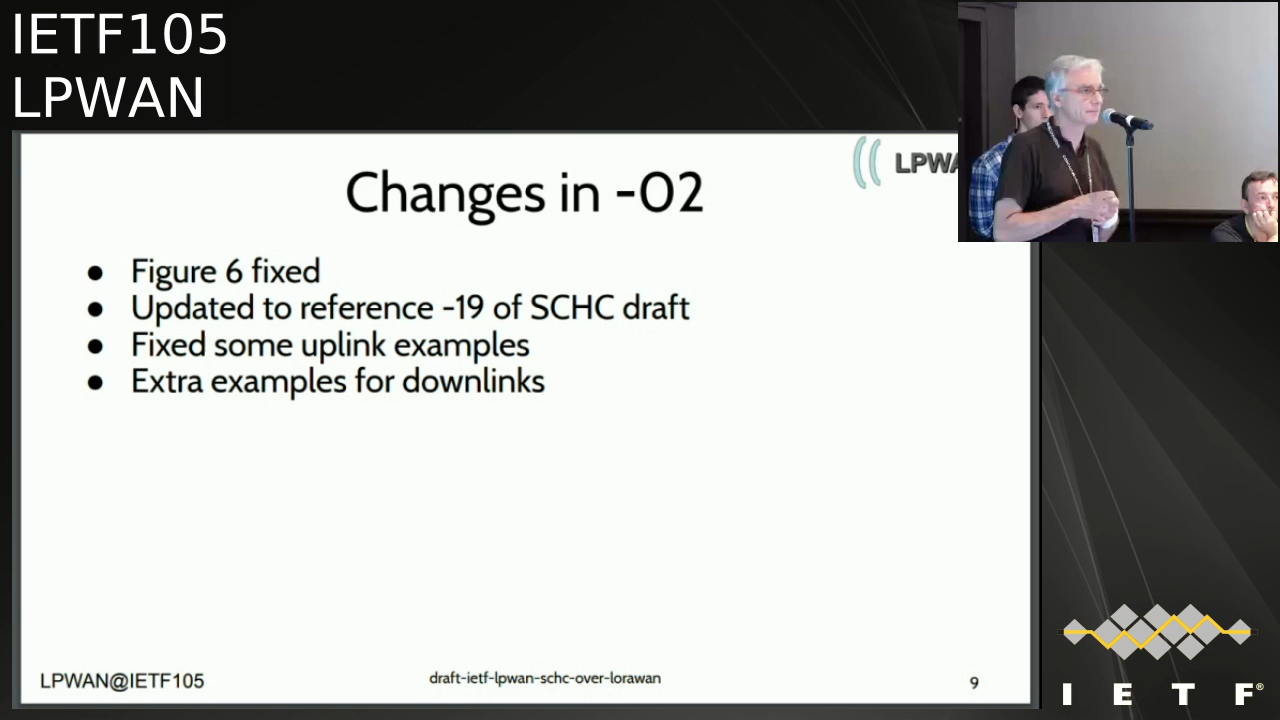 IETF105
LPWAN
LPWA
Changes in -02
● Figure 6 fixed
● Updated to reference -19 of SCHC draft
● Fixed some uplink examples
● Extra examples for downlinks
LPWAN@IETF105
draft-ietf-lpwan-schc-over-lorawan
9
I E T F®